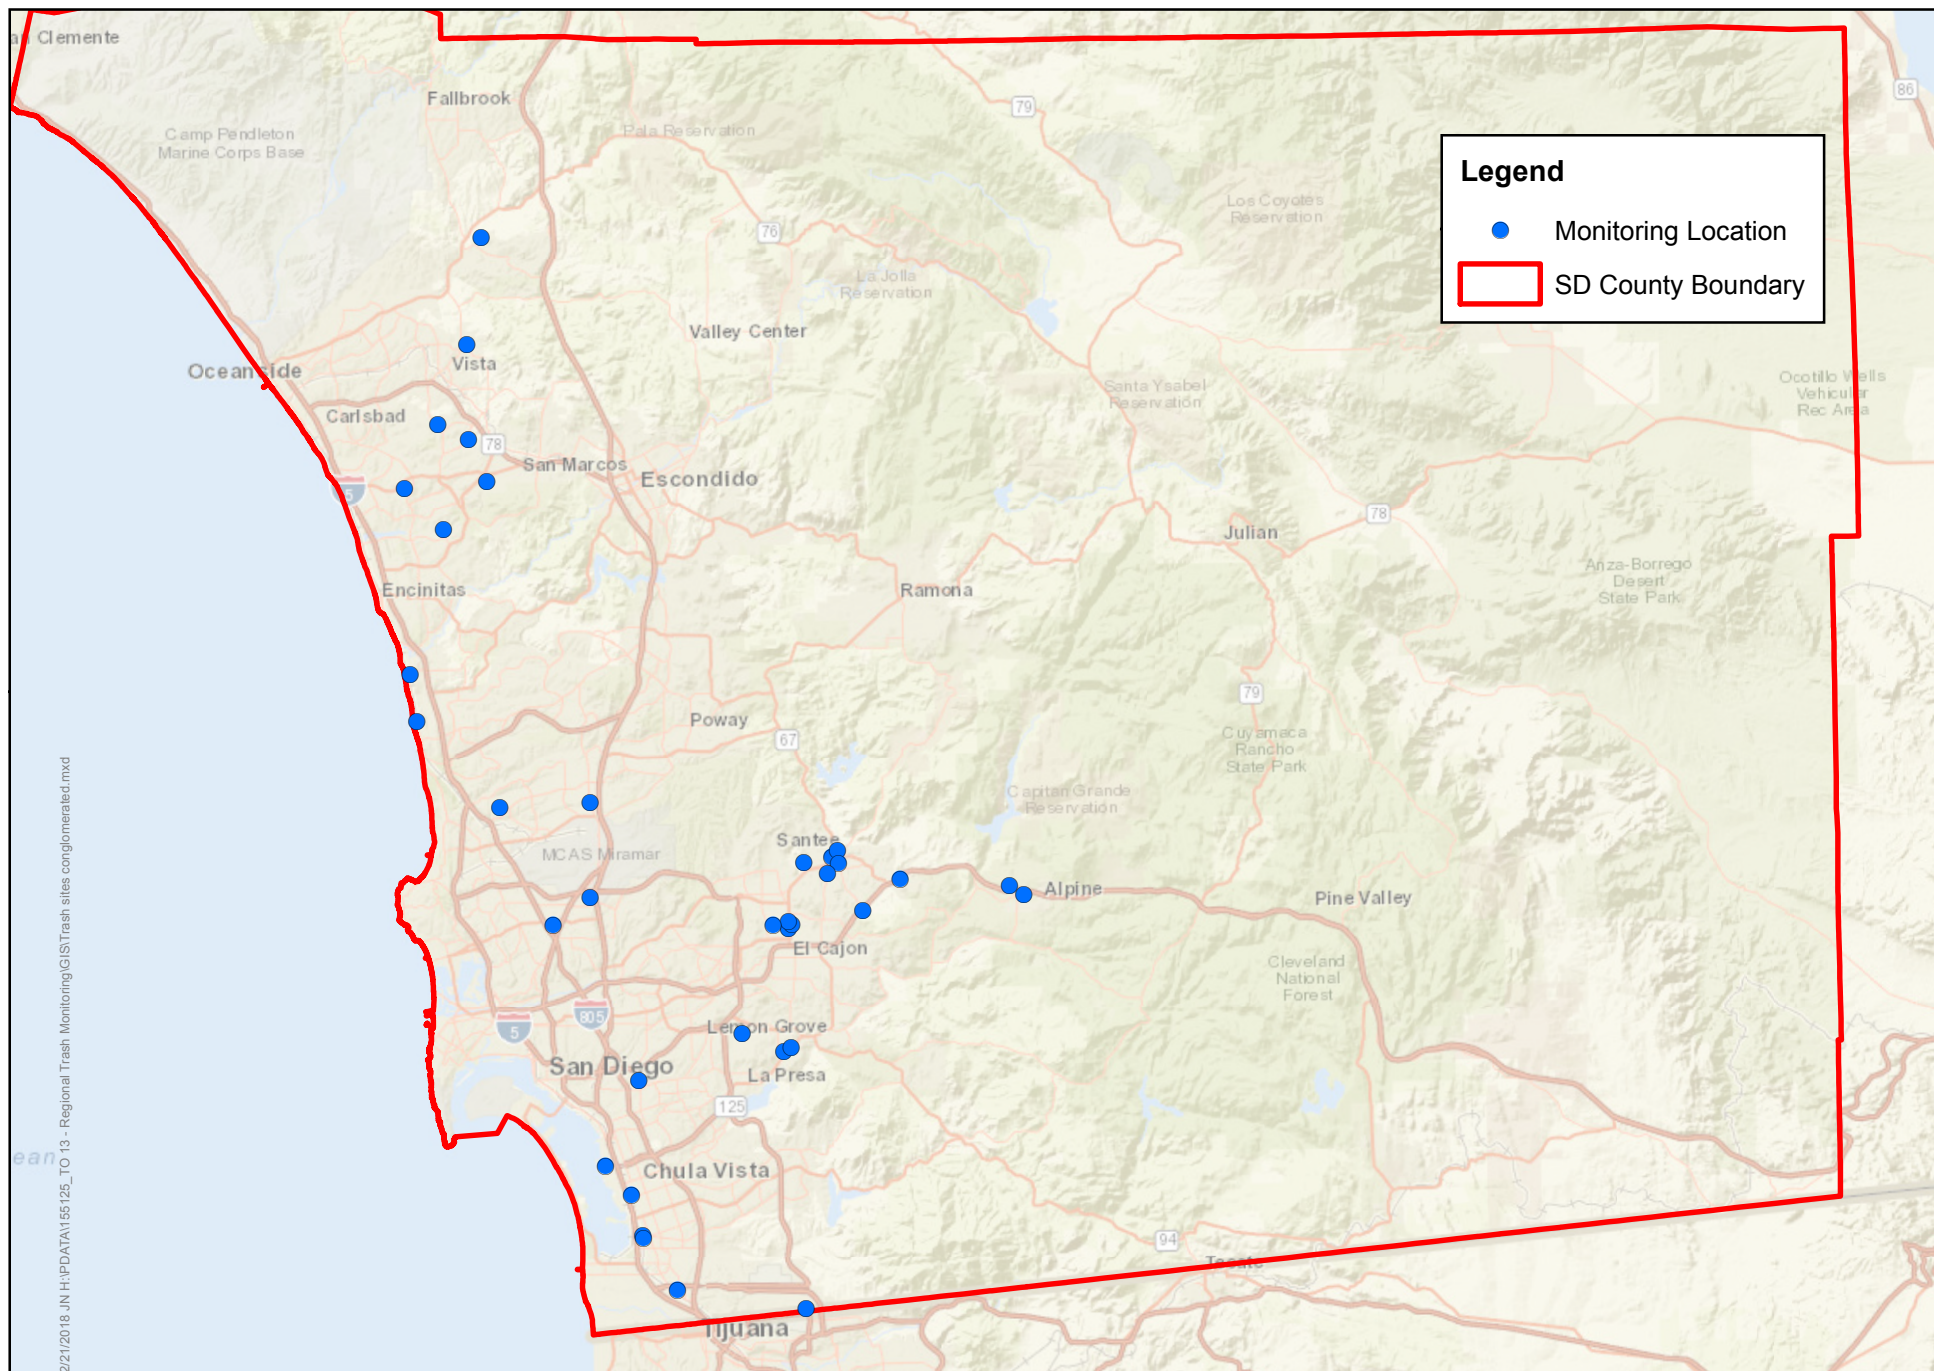 an Clemente
Fallbrook
79
86
Camp Pendleton
Marine Corps Base
Pala Reservation
Legend
Monitoring Location
SD County Boundary
Los Coyotes
Reservation
76
La Jolla
Reservation
Valley Center
Oceanside
Vista
Santa Ysabel
Reservation
Ocotillo Wells
Vehicular
Rec Area
Carlsbad
78
San Marcos
Escondido
5
78
Julian
Anza-Borrego
Desert
State Park
Encinitas
Ramona
79
Poway
67
Cuyamaca
Rancho
State Park
Capitan Grande
Reservation
Santee
MCAS Miramar
Alpine
Pine Valley
El Cajon
Cleveland
National
Forest
805
5
Lemon Grove
San Diego
La Presa
125
ean
Chula Vista
94
Tecate
Tijuana
2/21/2018 JN H:\PDATA\155125_TO 13 - Regional Trash Monitoring\GIS\Trash sites conglomerated.mxd